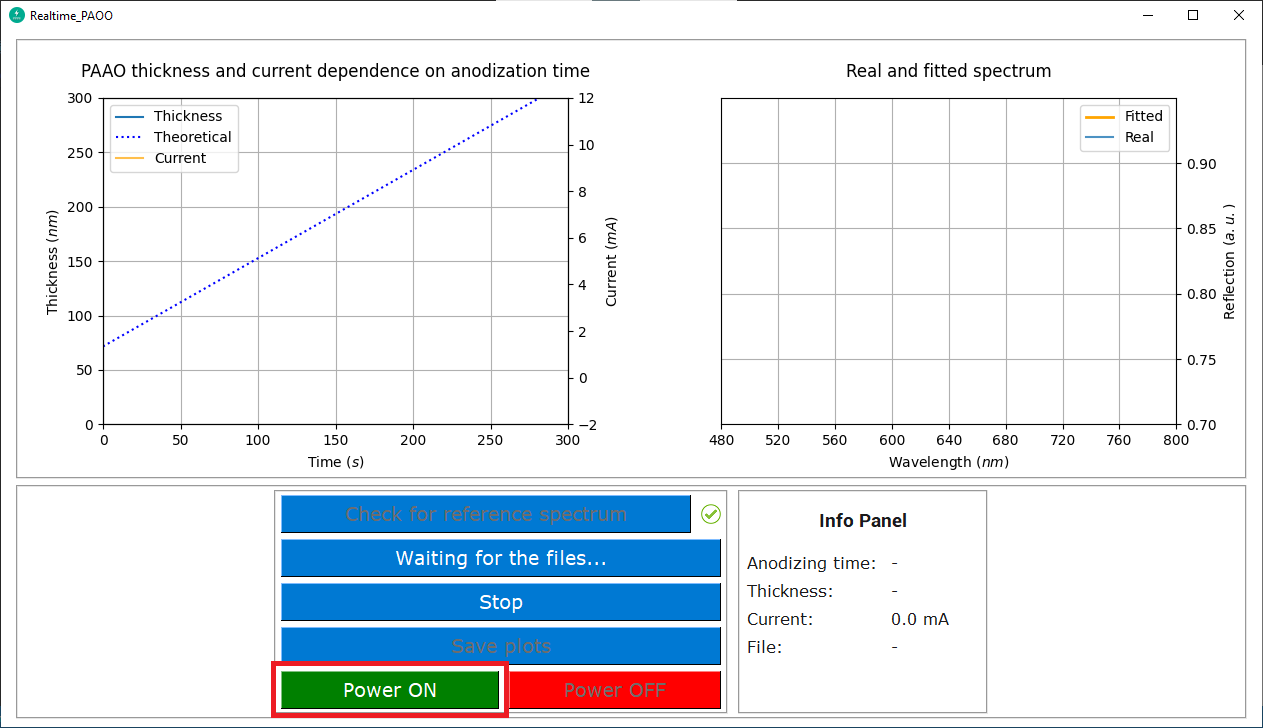 Realtime_PAOO
PAAO thickness and current dependence on anodization time
Thickness
Theoretical
Current
300
250
200
150
100
50
0
Thickness (nm)
12
10
8
6
4
2
0
−2
Current (mA)
0 50 100 150 200 250 300
Time (s)
Real and fitted spectrum
Fitted
Real
0.90
0.85
0.80
0.75
0.70
Reflection (a. u. )
480 520 560 600 640 680 720 760 800
Wavelength (nm)
Check for reference spectrum
Waiting for the files...
Stop
Save plots
Power ON Power OFF
Info Panel
Anodizing time: -
Thickness: -
Current: 0.0 mA
File: -